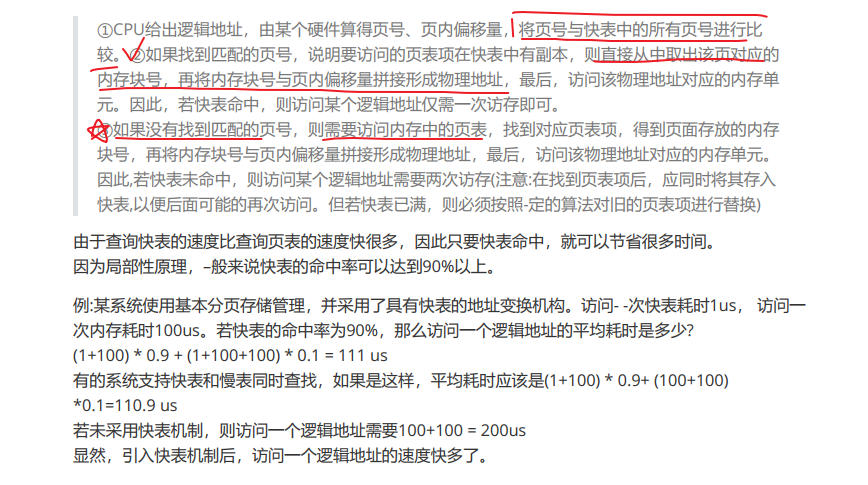 ①CPU给出逻辑地址，由某个硬件算得页号、页内偏移量，将页号与快表中的所有页号进行比
较。②如果找到匹配的页号，说明要访问的页表项在快表中有副本，则直接从中取出该页对应的
内存块号，再将内存块号与页内偏移量拼接形成物理地址，最后，访问该物理地址对应的内存单
元。因此，若快表命中，则访问某个逻辑地址仅需一次访存即可。
③如果没有找到匹配的页号，则需要访问内存中的页表，找到对应页表项，得到页面存放的内存
块号，再将内存块号与页内偏移量拼接形成物理地址，最后，访问该物理地址对应的内存单元。
因此,若快表未命中，则访问某个逻辑地址需要两次访存(注意:在找到页表项后，应同时将其存入
快表,以便后面可能的再次访问。但若快表已满，则必须按照-定的算法对旧的页表项进行替换)
由于查询快表的速度比查询页表的速度快很多，因此只要快表命中，就可以节省很多时间。
因为局部性原理，–般来说快表的命中率可以达到90%以上。
例:某系统使用基本分页存储管理，并采用了具有快表的地址变换机构。访问- -次快表耗时1us， 访问一
次内存耗时100us。若快表的命中率为90%，那么访问一个逻辑地址的平均耗时是多少?
(1+100) * 0.9 + (1+100+100) * 0.1 = 111 us
有的系统支持快表和慢表同时查找，如果是这样，平均耗时应该是(1+100) * 0.9+ (100+100)
*0.1=110.9 us
若未采用快表机制，则访问一个逻辑地址需要100+100 = 200us
显然，引入快表机制后，访问一个逻辑地址的速度快多了。